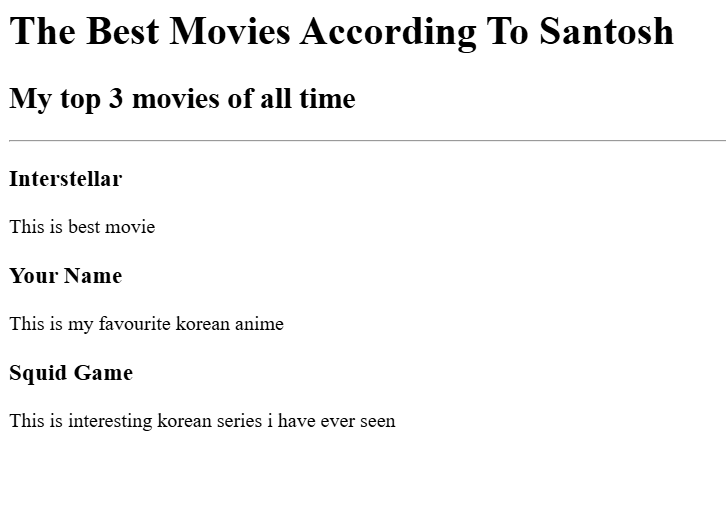 The Best Movies According To Santosh
My top 3 movies of all time
Interstellar
This is best movie
Your Name
This is my favourite korean anime
Squid Game
This is interesting korean series i have ever seen